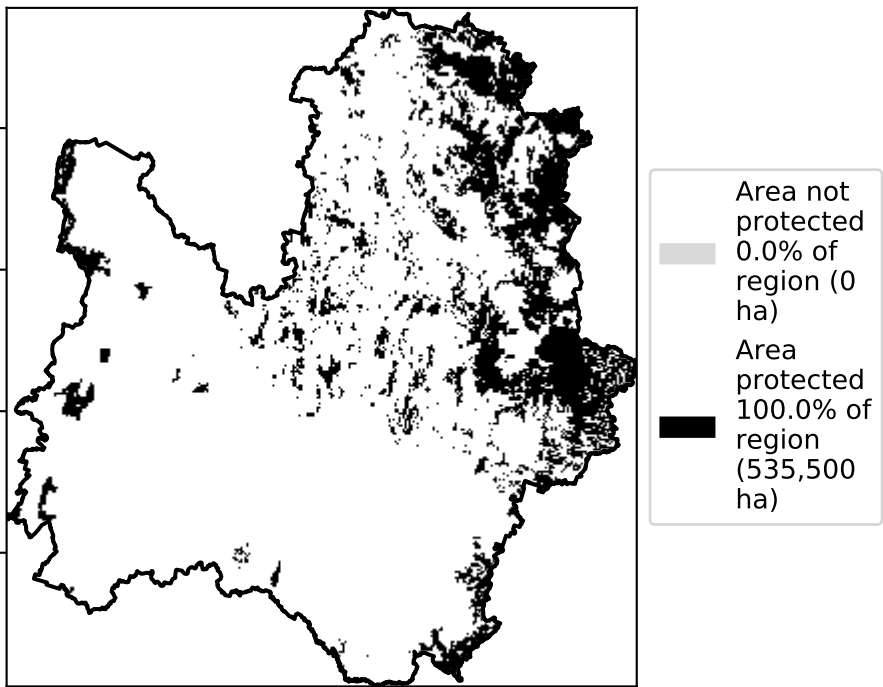 Area not
protected
0.0% of
region (0
ha)
Area
protected
100.0% of
region
(535,500
ha)